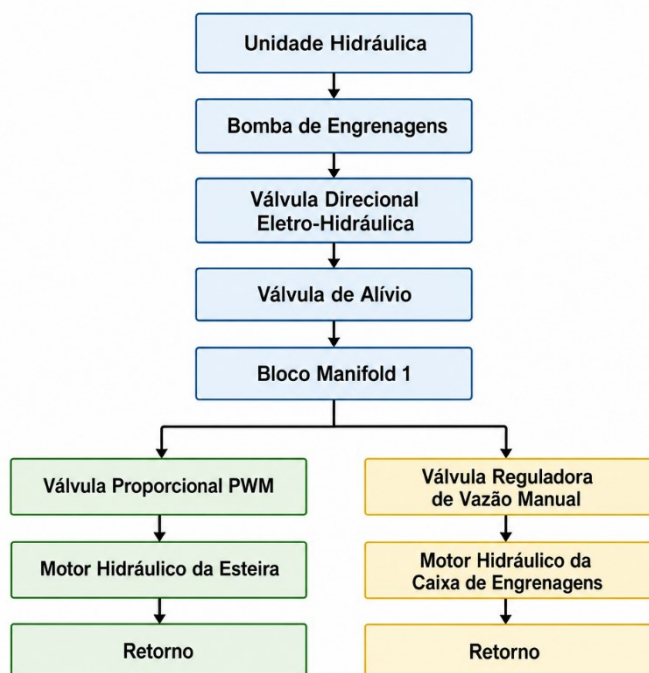 Unidade Hidráulica
Bomba de Engrenagens
Válvula Direcional
Eletro-Hidráulica
Válvula de Alívio
Bloco Manifold 1
Válvula Proporcional PWM
Motor Hidráulico da Esteira
Retorno
Válvula Reguladora
de Vazão Manual
Motor Hidráulico da
Caixa de Engrenagens
Retorno